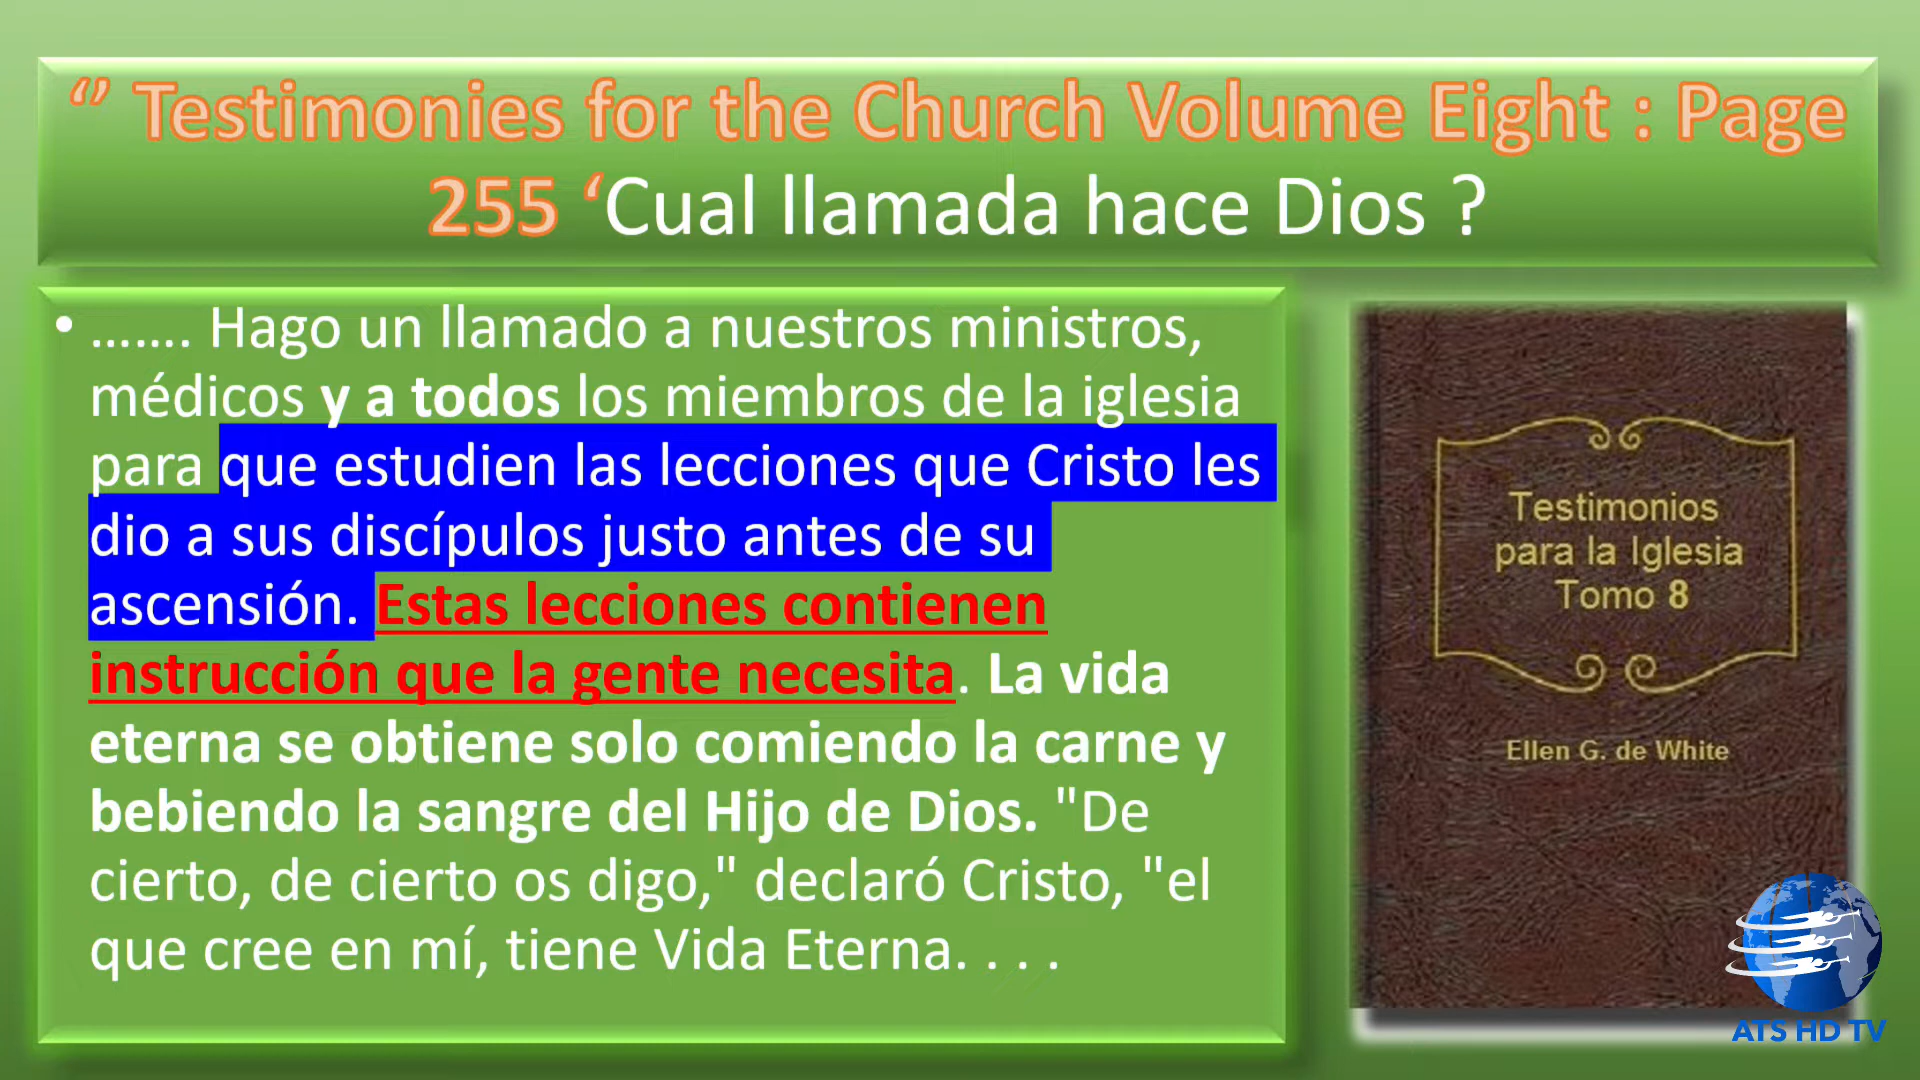 ‘’ Testimonies for the Church Volume Eight : Page
255 ‘Cual llamada hace Dios ?
• ....... Hago un llamado a nuestros ministros,
médicos y a todos los miembros de la iglesia
para que estudien las lecciones que Cristo les
dio a sus discípulos justo antes de su
ascensión. Estas lecciones contienen
instrucción que la gente necesita. La vida
eterna se obtiene solo comiendo la carne y
bebiendo la sangre del Hijo de Dios. "De
cierto, de cierto os digo," declaró Cristo, "el
que cree en mí, tiene Vida Eterna. . . .
Testimonios
para la Iglesia
Tomo 8
Ellen G. de White
ATS HD TV